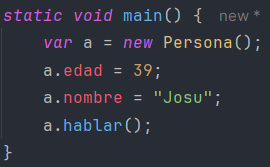 static void main() { new *
    var a = new Persona();
    a.edad = 39;
    a.nombre = "Josu";
    a.hablar();
}